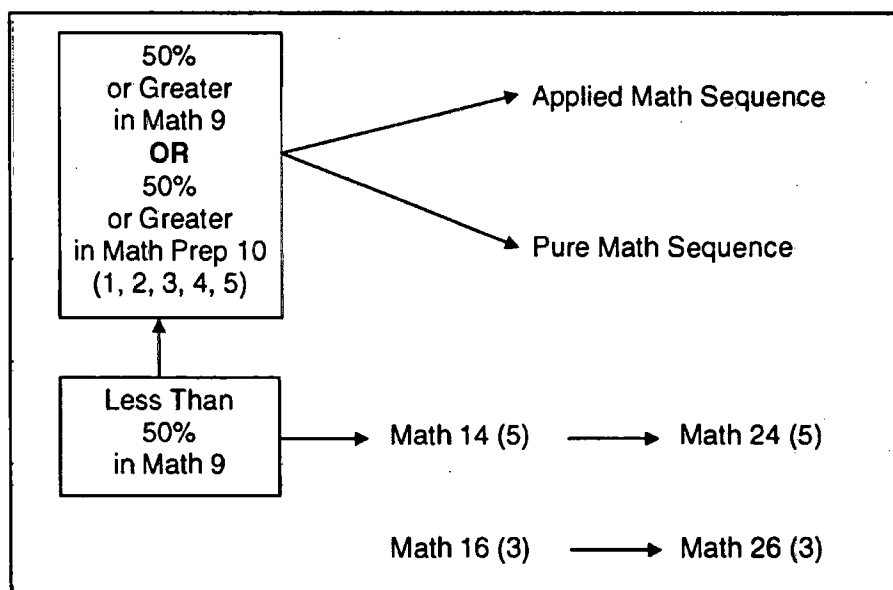 50%
or Greater
in Math 9
OR
50%
or Greater
in Math Prep 10
(1, 2, 3, 4, 5)
Applied Math Sequence
Pure Math Sequence
Less Than
50%
in Math 9
Math 14 (5)
Math 24 (5)
Math 16 (3)
Math 26 (3)